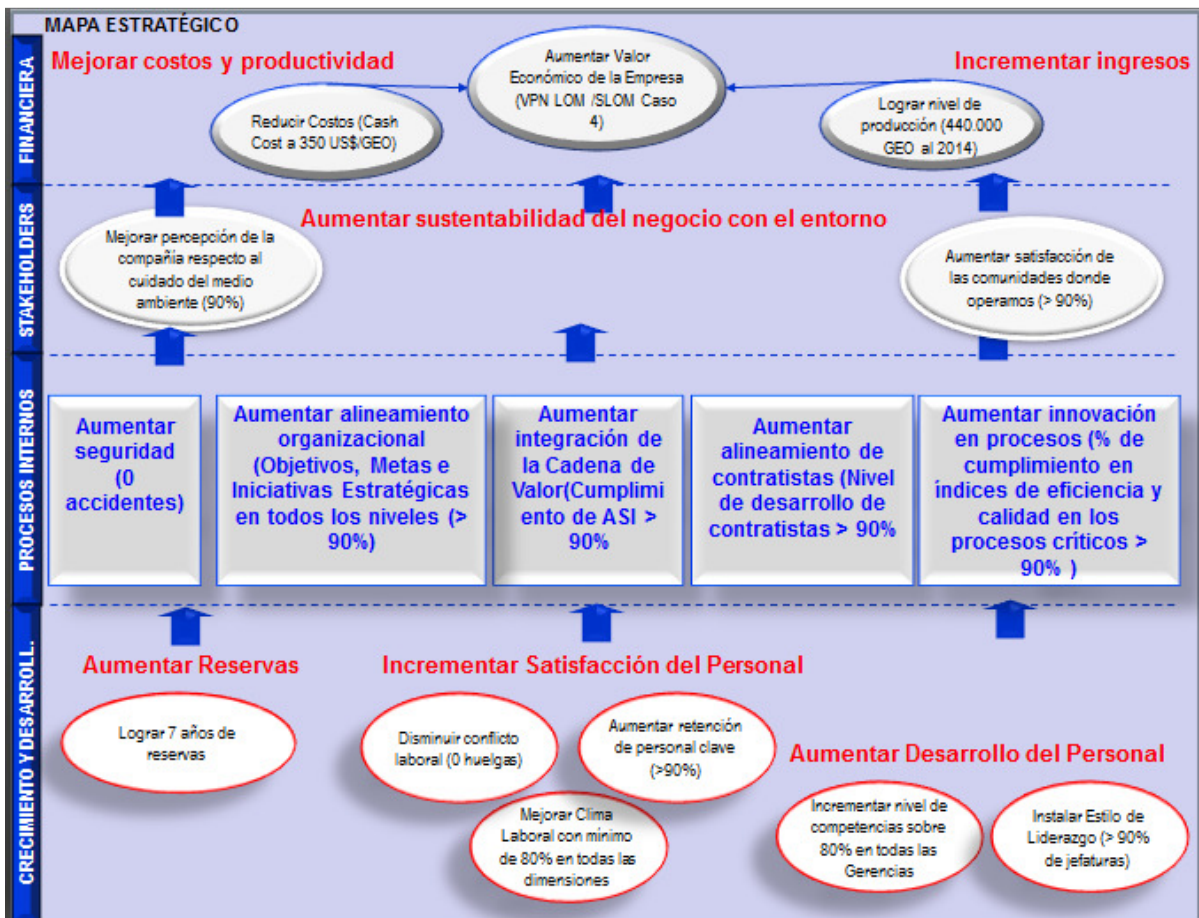 MAPA ESTRATÉGICO
FINANCIERA
Mejorar costos y productividad
Aumentar Valor
Económico de la Empresa
(VPN LOM /SLOM Caso
4)
Incrementar ingresos
Reducir Costos (Cash
Cost a 350 US$/GEO)
Lograr nivel de
producción (440.000
GEO al 2014)
STAKEHOLDERS
Aumentar sustentabilidad del negocio con el entorno
Mejorar percepción de la
compañía respecto al
cuidado del medio
ambiente (90%)
Aumentar satisfacción de
las comunidades donde
operamos (> 90%)
PROCESOS INTERNOS
Aumentar
seguridad
(0
accidentes)
Aumentar alineamiento
organizacional
(Objetivos, Metas e
Iniciativas Estratégicas
en todos los niveles (>
90%)
Aumentar
integración de
la Cadena de
Valor(Cumplimi
ento de ASI >
90%
Aumentar
alineamiento de
contratistas (Nivel
de desarrollo de
contratistas > 90%
Aumentar innovación
en procesos (% de
cumplimiento en
índices de eficiencia y
calidad en los
procesos críticos >
90% )
CRECIMIENTO Y DESARROLL.
Aumentar Reservas
Lograr 7 años de
reservas
Incrementar Satisfacción del Personal
Disminuir conflicto
laboral (0 huelgas)
Aumentar retención
de personal clave
(>90%)
Mejorar Clima
Laboral con mínimo
de 80% en todas las
dimensiones
Aumentar Desarrollo del Personal
Incrementar nivel de
competencias sobre
80% en todas las
Gerencias
Instalar Estilo de
Liderazgo (> 90%
de jefaturas)